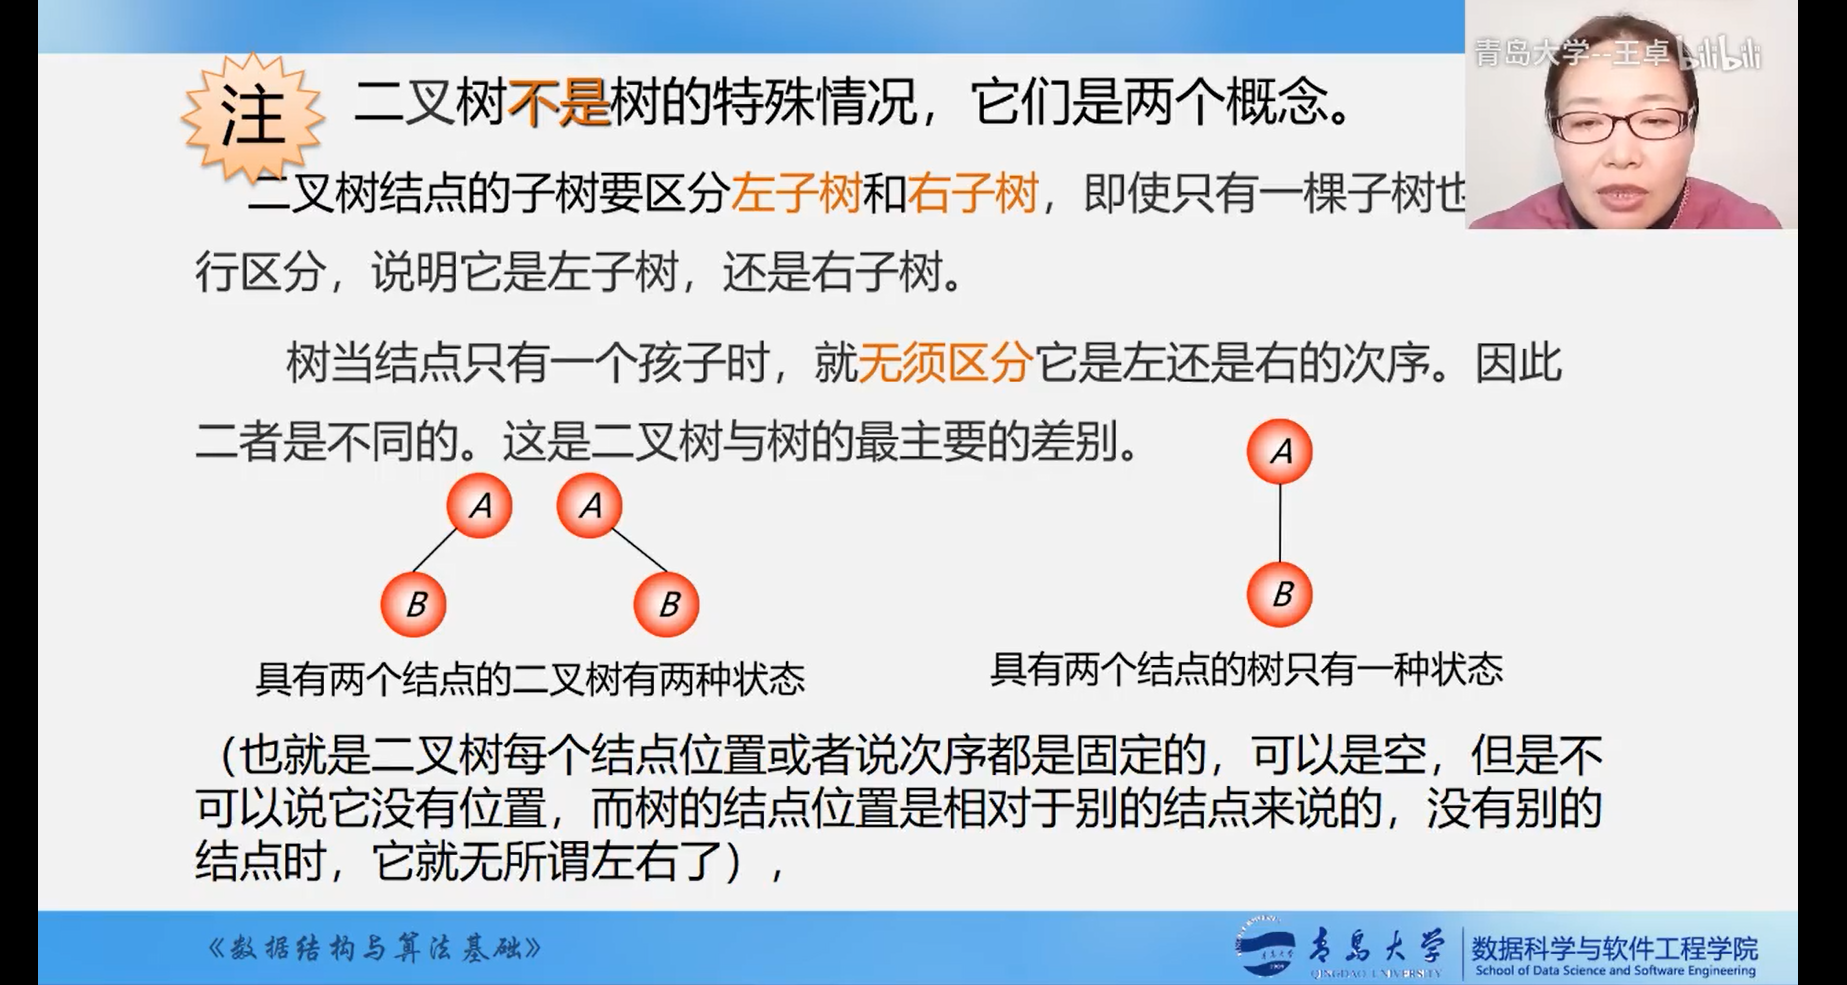 青岛大学--王卓 bilibili
注
二叉树不是树的特殊情况，它们是两个概念。
二叉树结点的子树要区分左子树和右子树，即使只有一棵子树也
行区分，说明它是左子树，还是右子树。
树当结点只有一个孩子时，就无须区分它是左还是右的次序。因此
二者是不同的。这是二叉树与树的最主要的差别。
A
A
A
B
B
B
具有两个结点的二叉树有两种状态
具有两个结点的树只有一种状态
（也就是二叉树每个结点位置或者说次序都是固定的，可以是空，但是不
可以说它没有位置，而树的结点位置是相对于别的结点来说的，没有别的
结点时，它就无所谓左右了），
《数据结构与算法基础》
青岛大学
QINGDAO UNIVERSITY
数据科学与软件工程学院
School of Data Science and Software Engineering